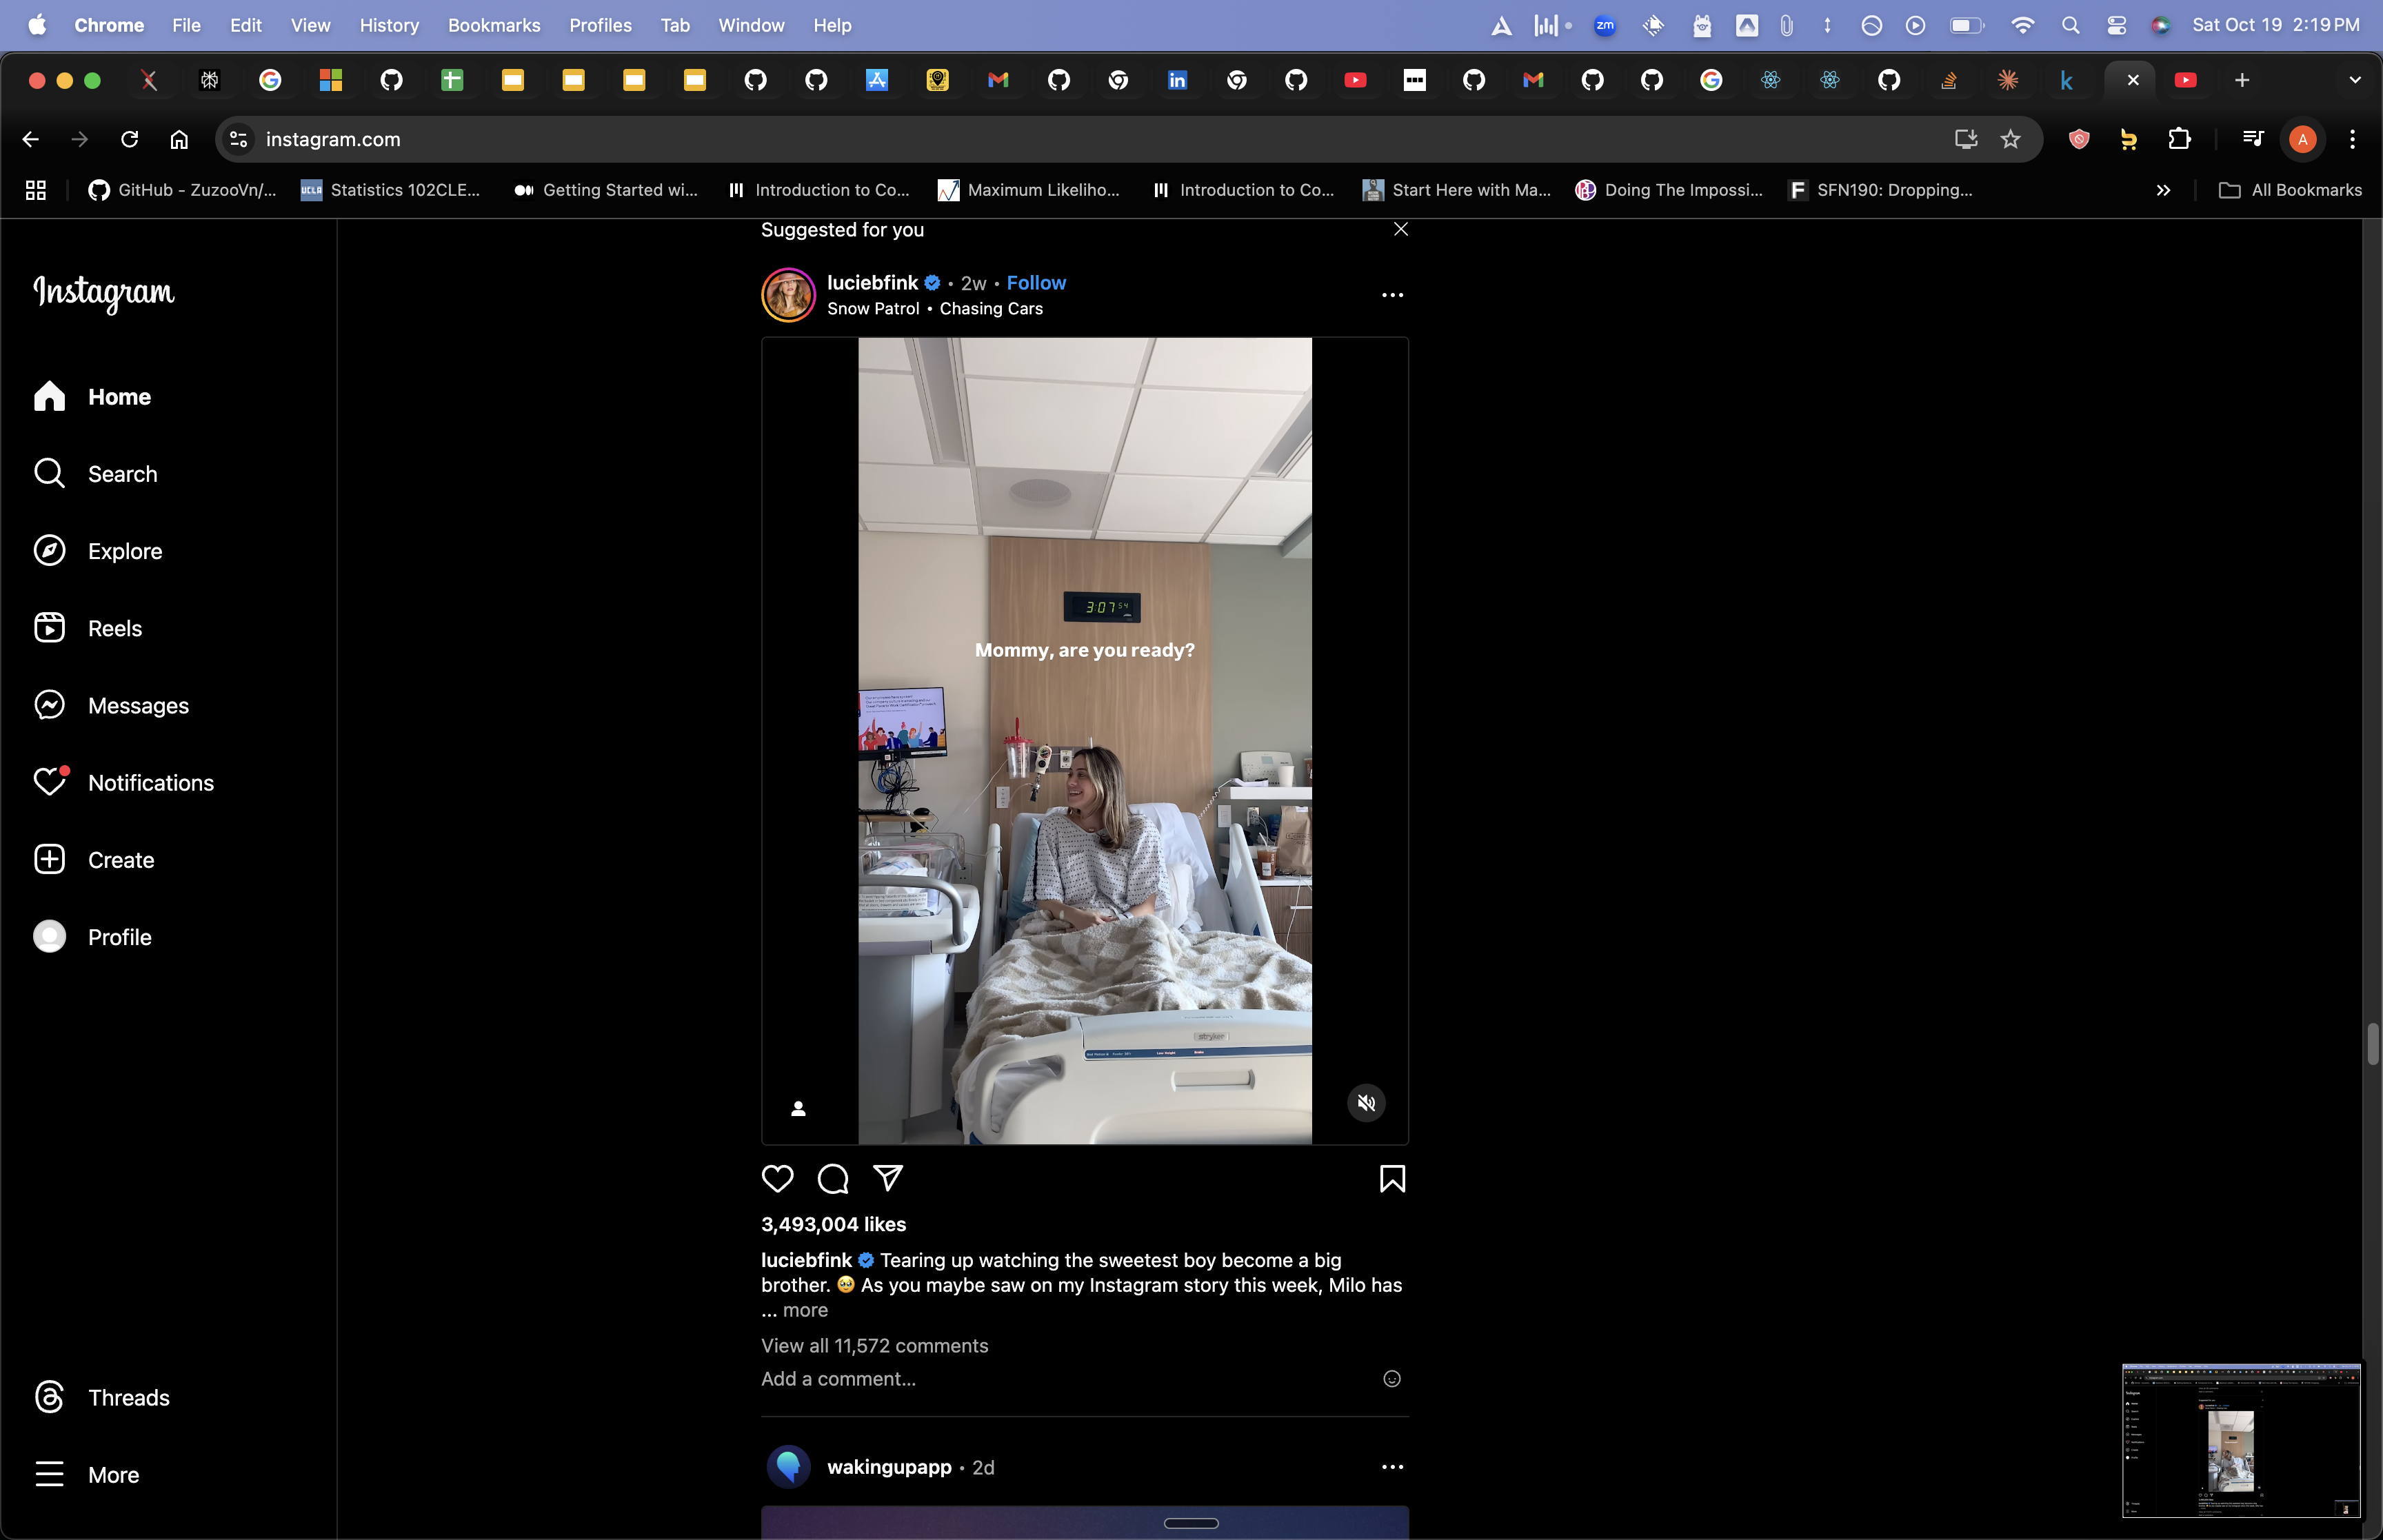 Chrome File Edit View History Bookmarks Profiles Tab Window Help
zm
Sat Oct 19 2:19 PM
instagram.com
A
GitHub - ZuzooVn/... Statistics 102CLE... Getting Started wi... Introduction to Co... Maximum Likeliho... Introduction to Co... Start Here with Ma... Doing The Impossi... SFN190: Dropping... All Bookmarks
Instagram
Home
Search
Explore
Reels
Messages
Notifications
Create
Profile
Threads
More
Suggested for you
luciebfink • 2w • Follow
Snow Patrol • Chasing Cars
3:07 54
Mommy, are you ready?
stryker
3,493,004 likes
luciebfink Tearing up watching the sweetest boy become a big
brother. 🥹 As you maybe saw on my Instagram story this week, Milo has
... more
View all 11,572 comments
Add a comment...
wakingupapp • 2d